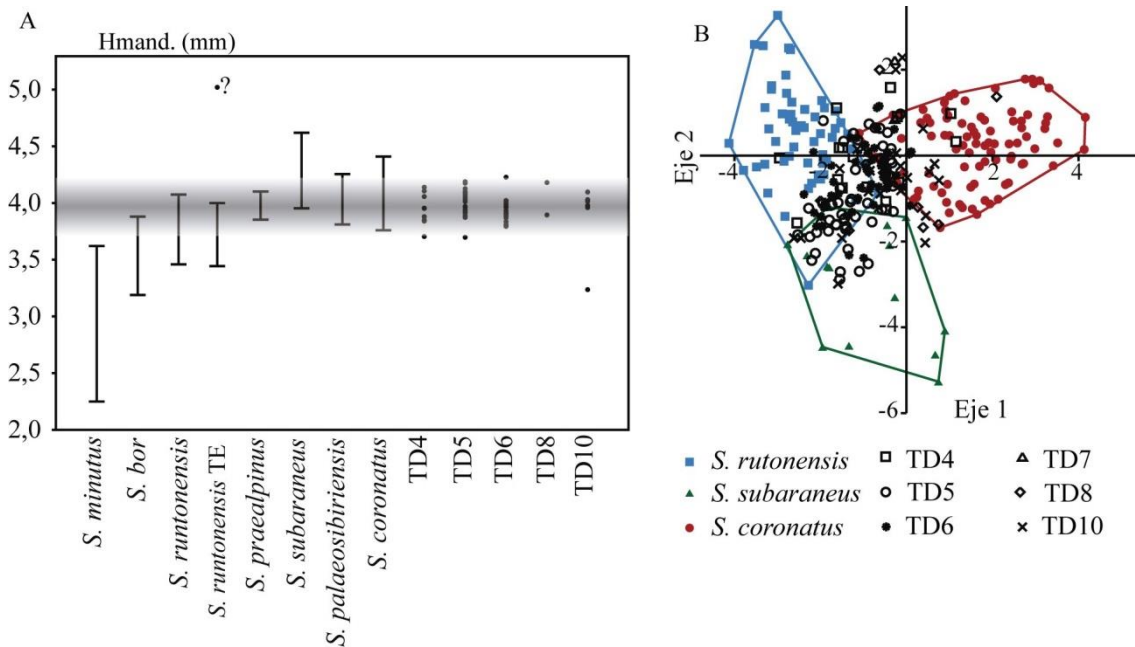 A
Hmand. (mm)
5,0
4,5
4,0
3,5
3,0
2,5
2,0
?
S. minutus
S. bor
S. runtonensis
S. runtonensis TE
S. praealpinus
S. subaraneus
S. palaeosibiriensis
S. coronatus
TD4
TD5
TD6
TD8
TD10
B
Eje 2
2
-4
-2
2
4
-2
-4
-6
Eje 1
S. rutonensis
S. subaraneus
S. coronatus
TD4
TD5
TD6
TD7
TD8
TD10